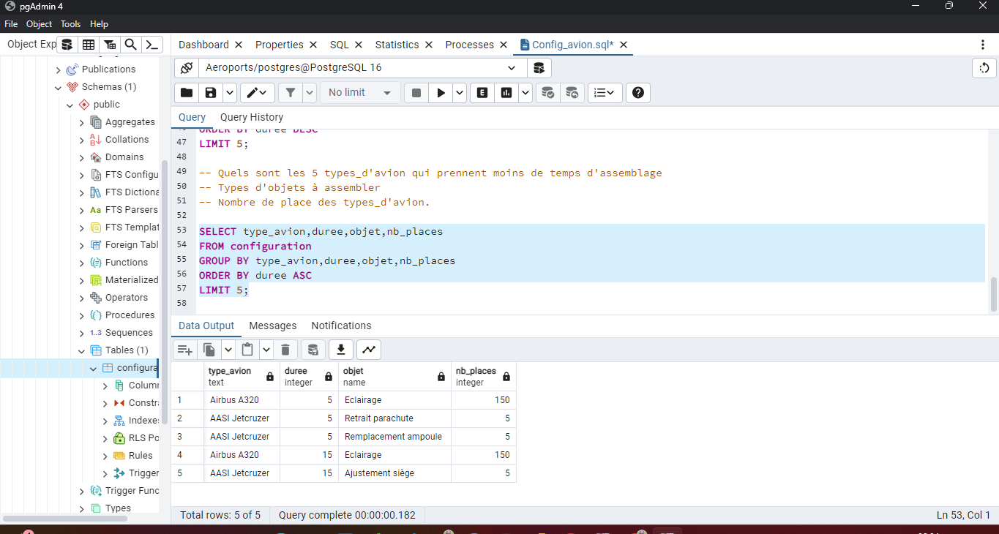 pgAdmin 4
File Object Tools Help
Object Exp
Dashboard Properties SQL Statistics Processes Config_avion.sql*
Aeroports/postgres@PostgreSQL 16
No limit
E
Query Query History
Publications
Schemas (1)
public
Aggregates
Collations
Domains
FTS Configu
FTS Dictiona
FTS Parsers
FTS Templat
Foreign Tabl
Functions
Materialized
Operators
Procedures
1..3 Sequences
Tables (1)
configura
Column
Constr
Indexe
RLS Po
Rules
Trigger
Trigger Func
Types
ORDER BY duree DESC
47 LIMIT 5;
48
49 -- Quels sont les 5 types_d'avion qui prennent moins de temps d'assemblage
50 -- Types d'objets à assembler
51 -- Nombre de place des types_d'avion.
52
53 SELECT type_avion,duree,objet,nb_places
54 FROM configuration
55 GROUP BY type_avion,duree,objet,nb_places
56 ORDER BY duree ASC
57 LIMIT 5;
58
Data Output Messages Notifications
type_avion duree objet nb_places
text integer name integer
1 Airbus A320 5 Eclairage 150
2 AASI Jetcruzer 5 Retrait parachute 5
3 AASI Jetcruzer 5 Remplacement ampoule 5
4 Airbus A320 15 Eclairage 150
5 AASI Jetcruzer 15 Ajustement siège 5
Total rows: 5 of 5 Query complete 00:00:00.182 Ln 53, Col 1